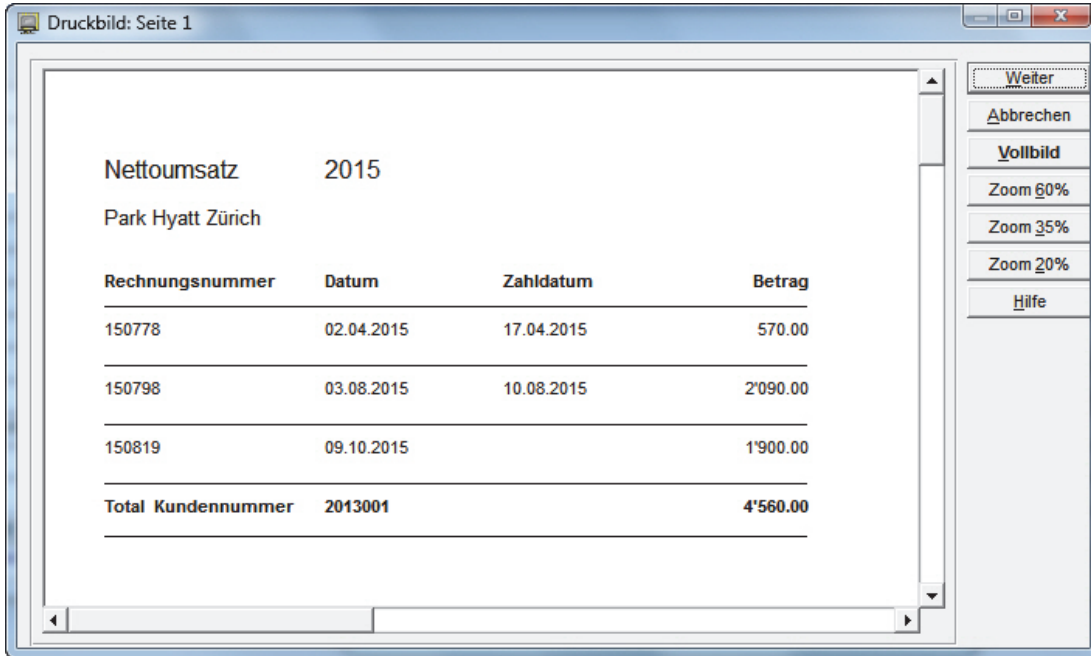 Druckbild: Seite 1
Nettoumsatz 2015
Park Hyatt Zürich
Rechnungsnummer Datum Zahldatum Betrag
150778 02.04.2015 17.04.2015 570.00
150798 03.08.2015 10.08.2015 2'090.00
150819 09.10.2015 1'900.00
Total Kundennummer 2013001 4'560.00
Weiter
Abbrechen
Vollbild
Zoom 60%
Zoom 35%
Zoom 20%
Hilfe